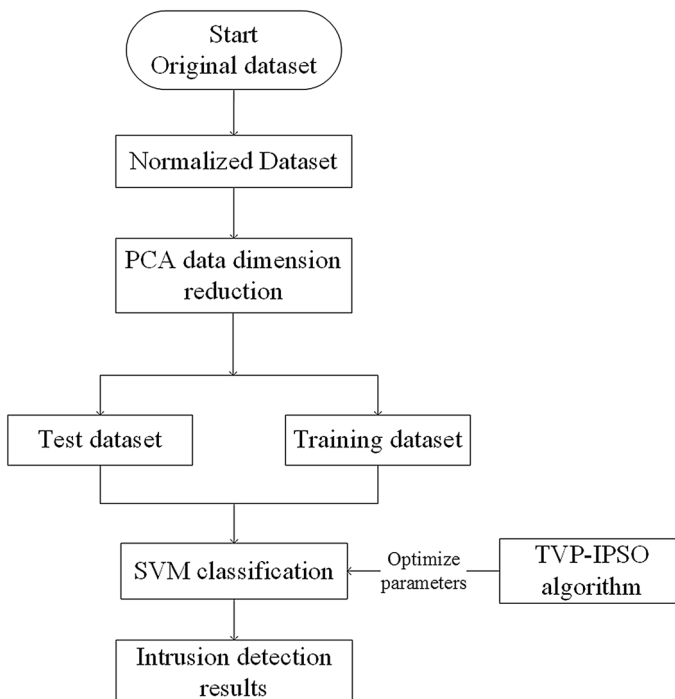 Start
Original dataset
Normalized Dataset
PCA data dimension
reduction
Test dataset
Training dataset
SVM classification
Optimize
parameters
TVP-IPSO
algorithm
Intrusion detection
results